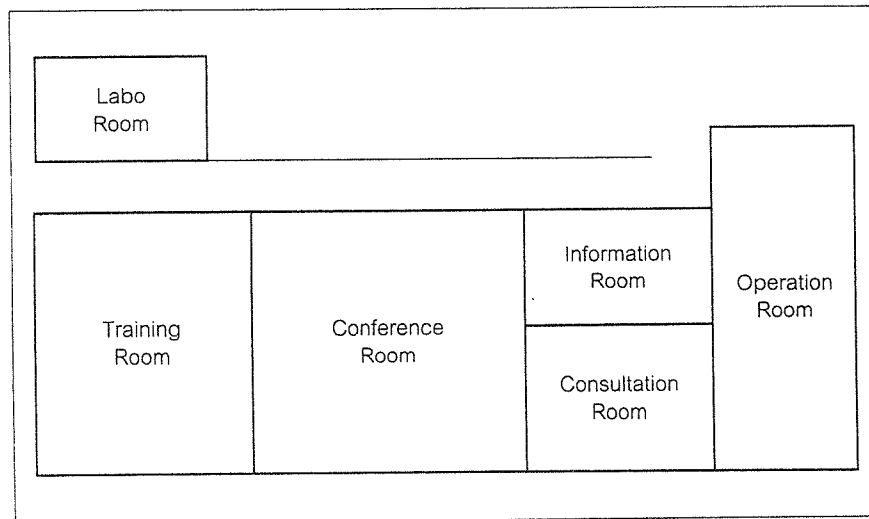 Labo
Room
Information
Room
Operation
Room
Training
Room
Conference
Room
Consultation
Room